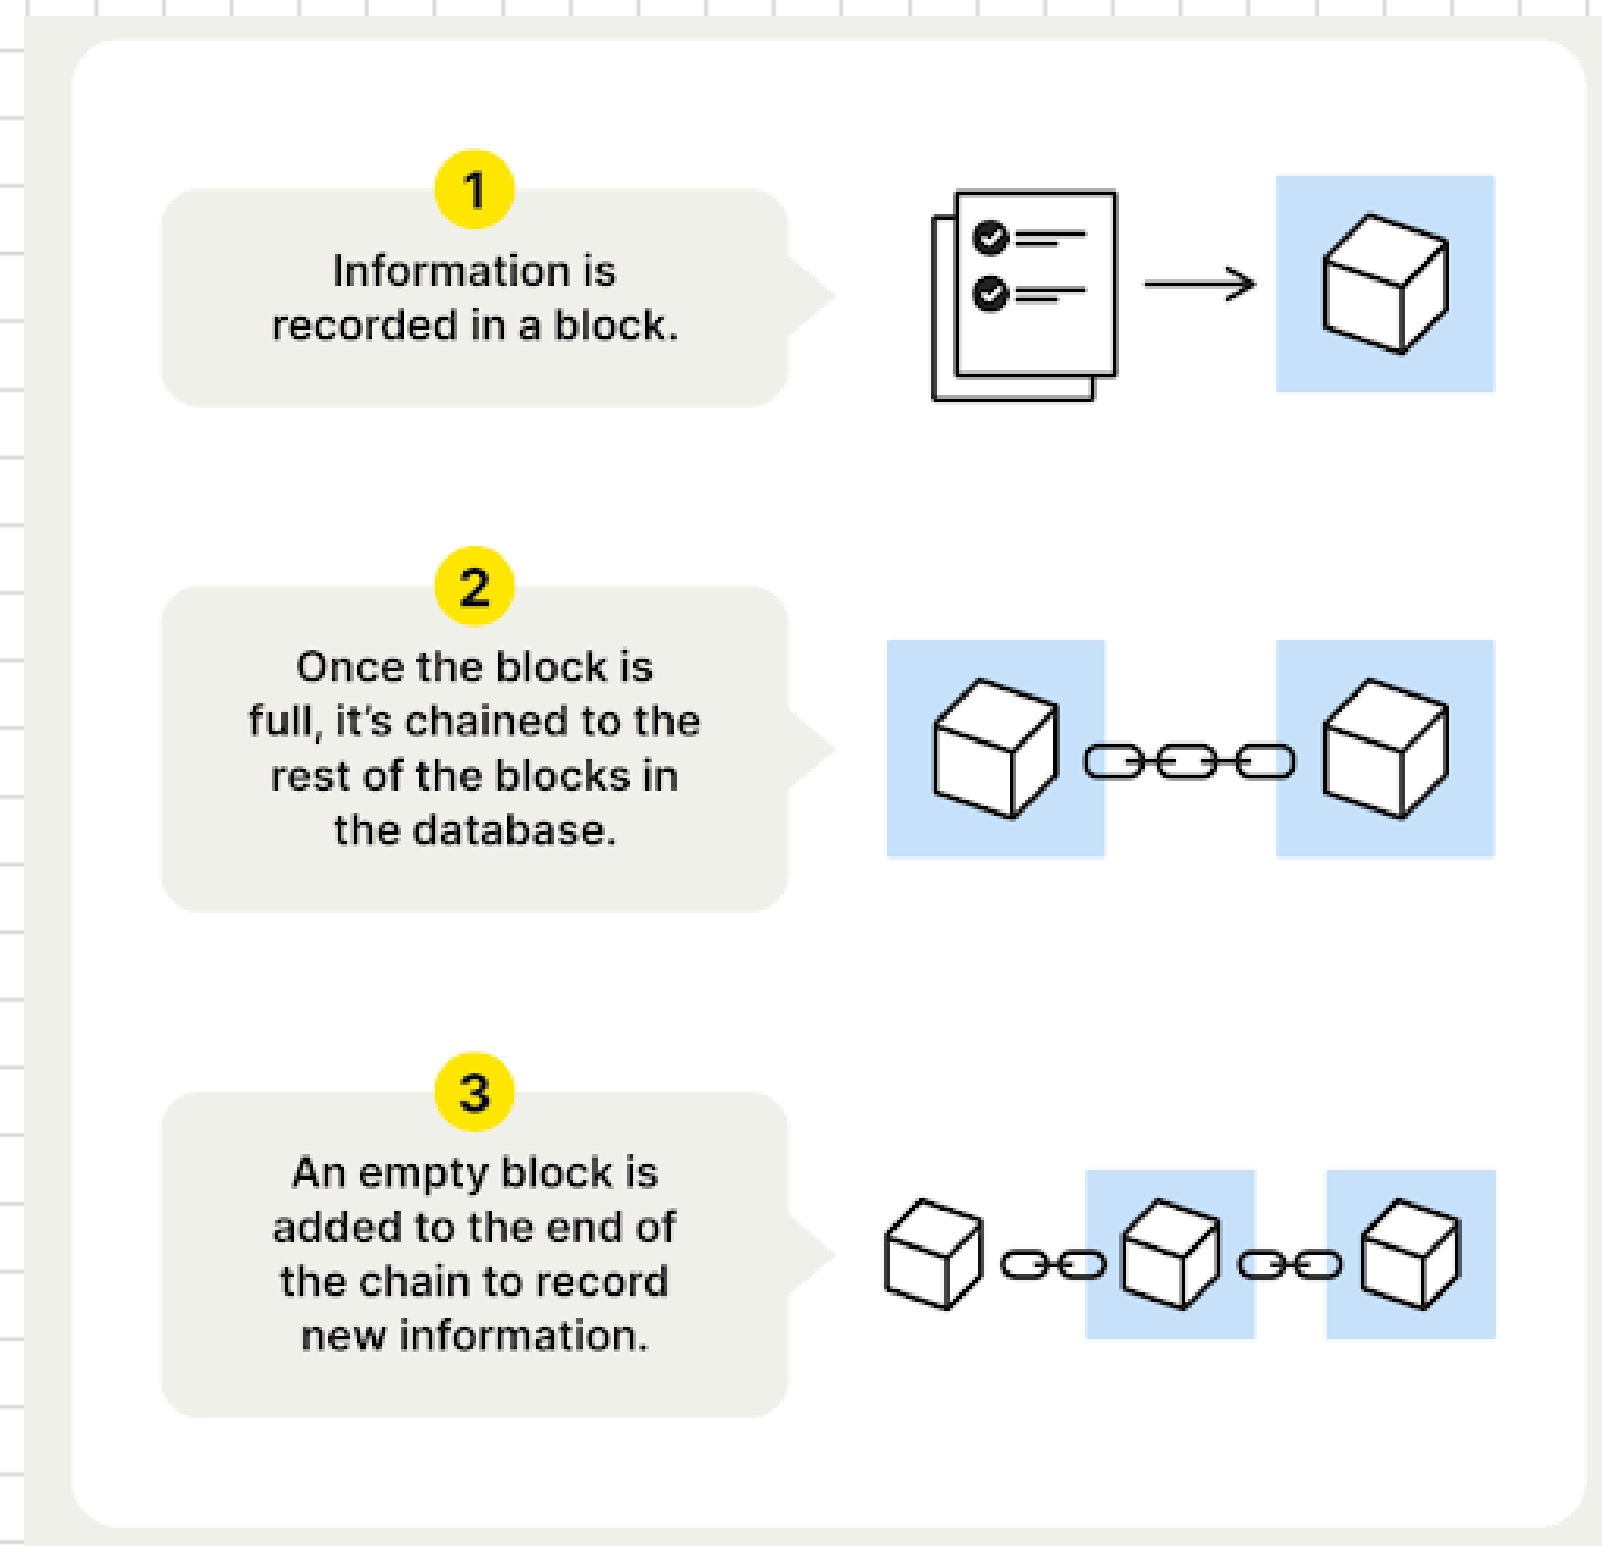 1
Information is
recorded in a block.
2
Once the block is
full, it's chained to the
rest of the blocks in
the database.
3
An empty block is
added to the end of
the chain to record
new information.